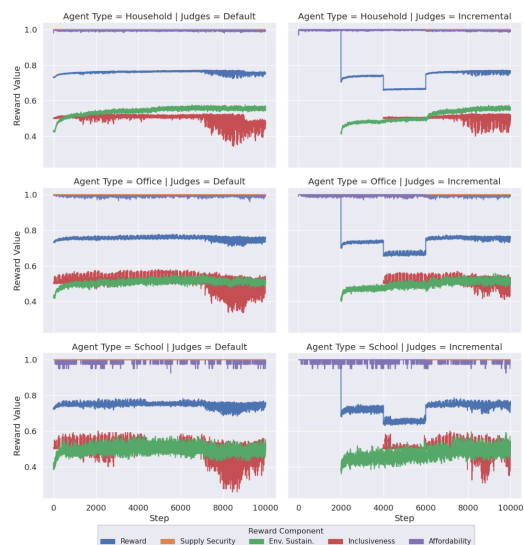 Agent Type = Household | Judges = Default
Agent Type = Household | Judges = Incremental
1.0
0.8
0.6
0.4
Reward Value
Agent Type = Office | Judges = Default
Agent Type = Office | Judges = Incremental
1.0
0.8
0.6
0.4
Reward Value
Agent Type = School | Judges = Default
Agent Type = School | Judges = Incremental
1.0
0.8
0.6
0.4
Reward Value
0 2000 4000 6000 8000 10000
0 2000 4000 6000 8000 10000
Step
Step
Reward Component
Reward Supply Security Env. Sustain. Inclusiveness Affordability